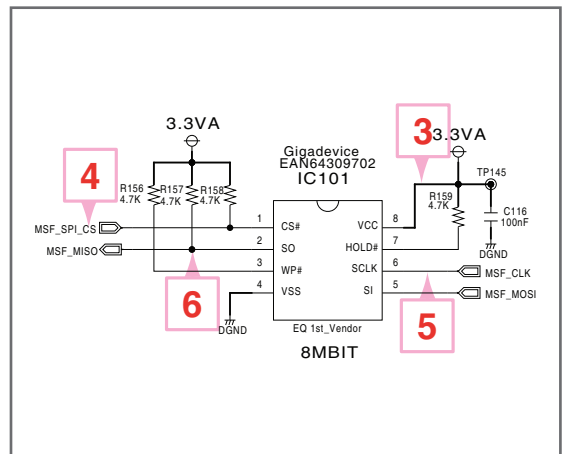 3.3VA
Gigadevice
EAN64309702
IC101
3
3.3VA
4
R156
4.7K
R157
4.7K
R158
4.7K
R159
4.7K
TP145
C116
100nF
DGND
MSF_SPI_CS
1
CS#
VCC
8
MSF_MISO
2
SO
HOLD#
7
3
WP#
SCLK
6
MSF_CLK
4
VSS
SI
5
MSF_MOSI
6
5
DGND
EQ 1st_Vendor
8MBIT